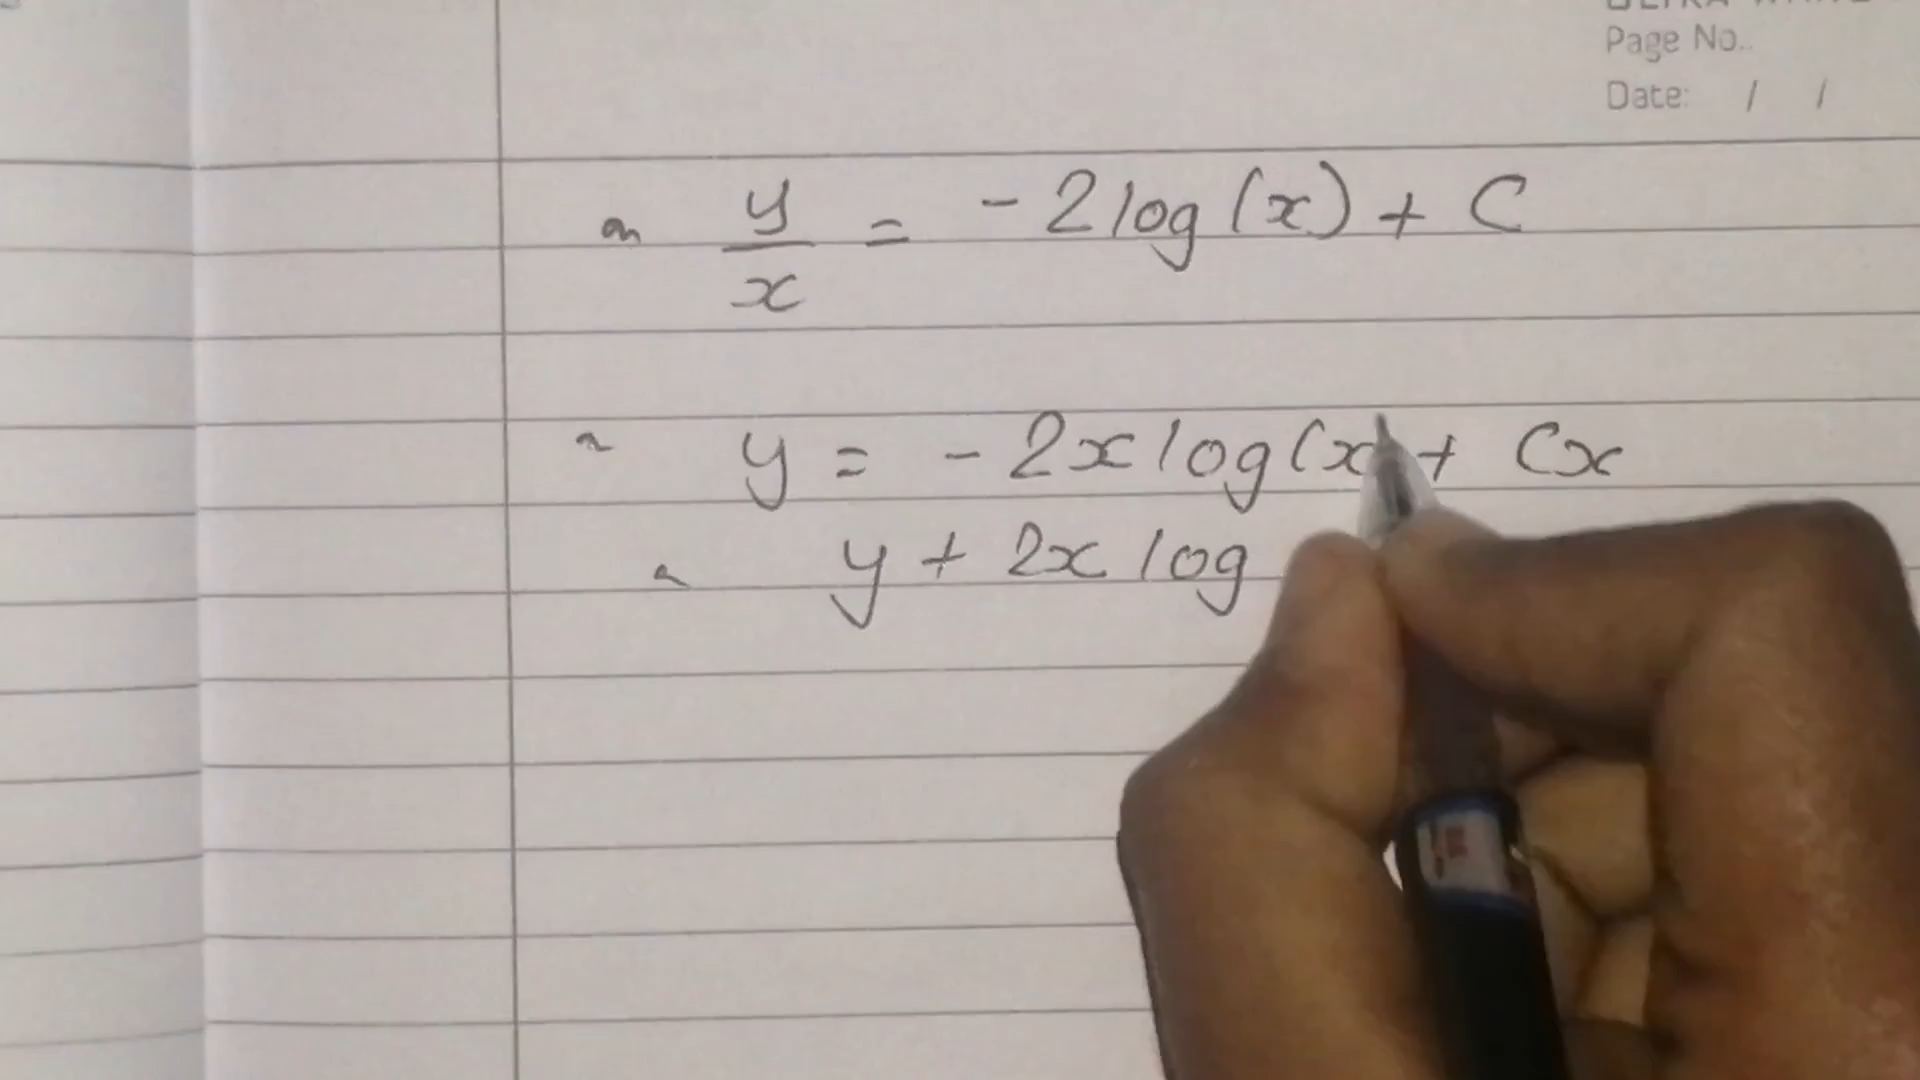 Page No..
Date: / /
y/x = -2 log(x) + C
y = -2x log(x + Cx
y + 2x log